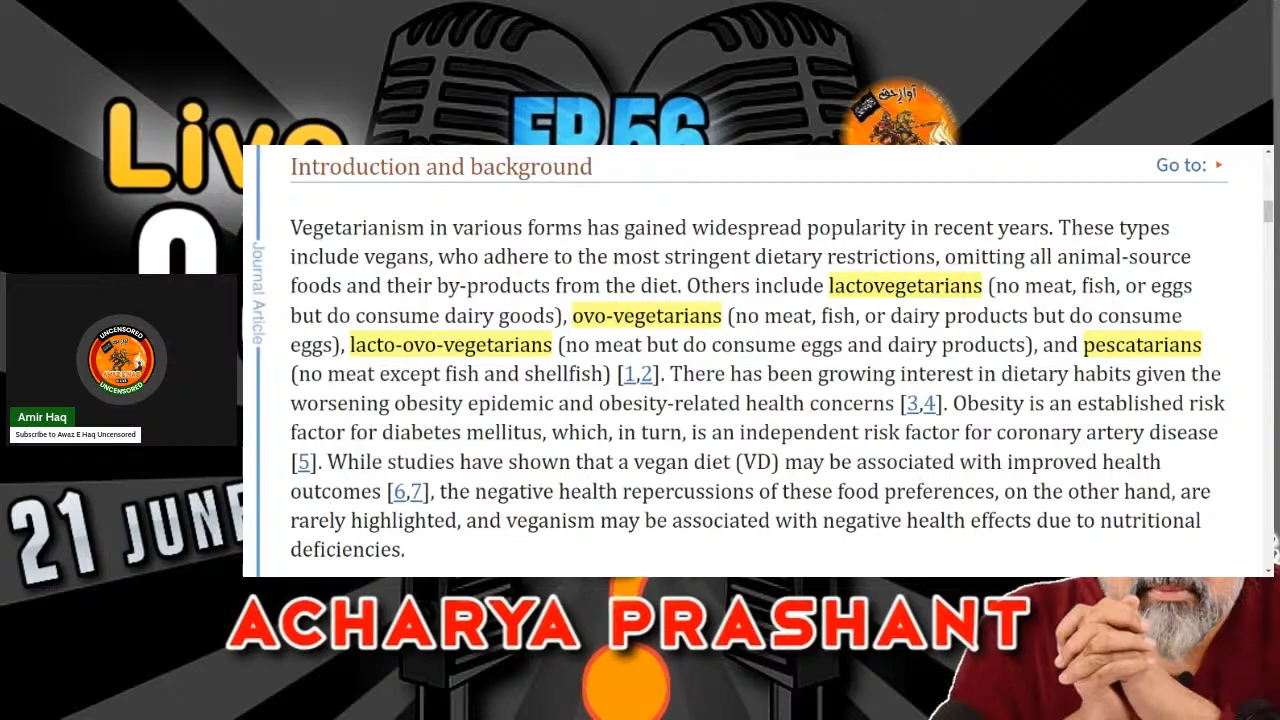 Live
EP 56
آوازِ حق
Introduction and background
Go to:
Journal Article
Vegetarianism in various forms has gained widespread popularity in recent years. These types
include vegans, who adhere to the most stringent dietary restrictions, omitting all animal-source
foods and their by-products from the diet. Others include lactovegetarians (no meat, fish, or eggs
but do consume dairy goods), ovo-vegetarians (no meat, fish, or dairy products but do consume
eggs), lacto-ovo-vegetarians (no meat but do consume eggs and dairy products), and pescatarians
(no meat except fish and shellfish) [1,2]. There has been growing interest in dietary habits given the
worsening obesity epidemic and obesity-related health concerns [3,4]. Obesity is an established risk
factor for diabetes mellitus, which, in turn, is an independent risk factor for coronary artery disease
[5]. While studies have shown that a vegan diet (VD) may be associated with improved health
outcomes [6,7], the negative health repercussions of these food preferences, on the other hand, are
rarely highlighted, and veganism may be associated with negative health effects due to nutritional
deficiencies.
UNCENSORED
UNCENSORED
Amir Haq
Subscribe to Awaz E Haq Uncensored
21 JUNE
ACHARYA PRASHANT